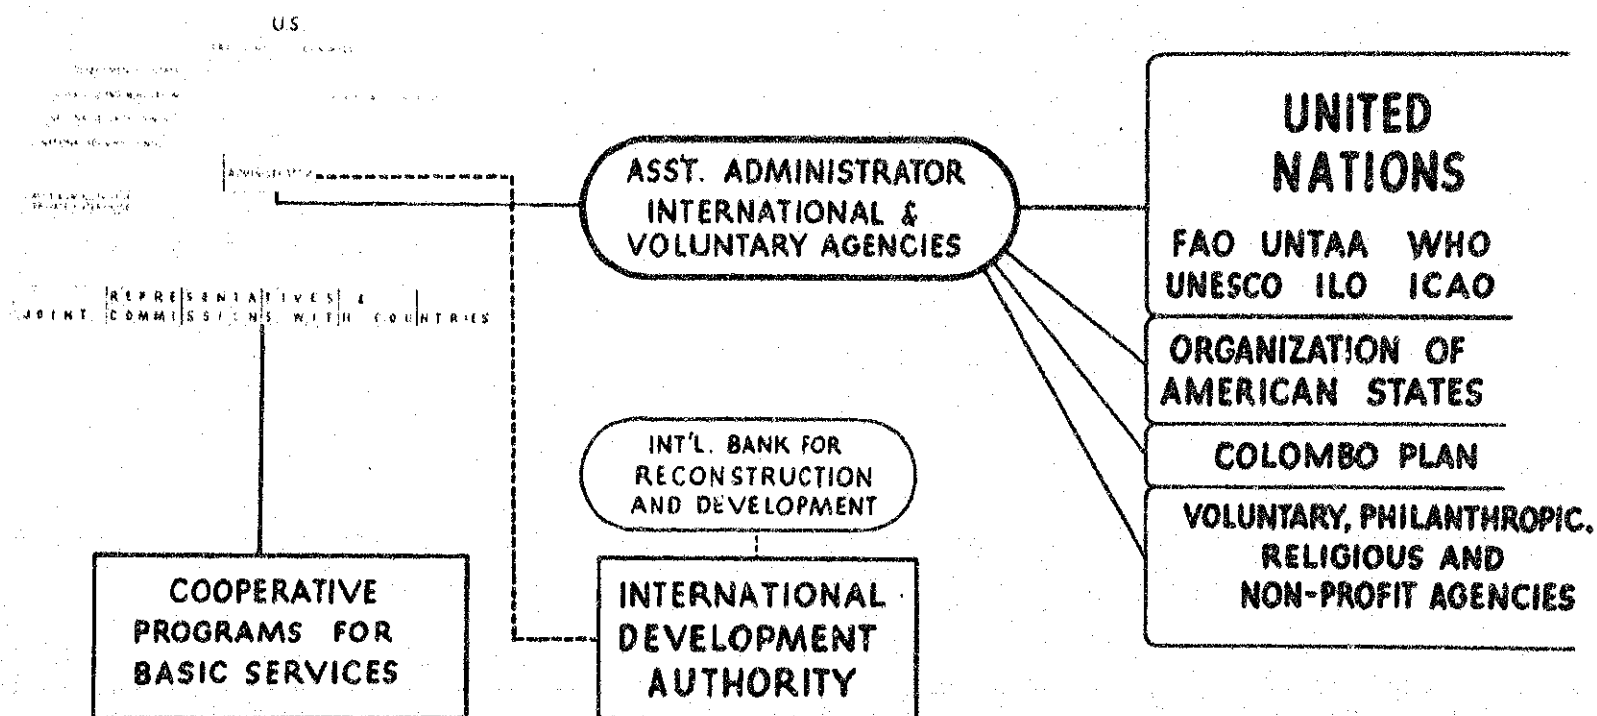 U.S.
ADMINISTRATOR
REPRESENTATIVES &
JOINT COMMISSIONS WITH COUNTRIES
ASS'T. ADMINISTRATOR
INTERNATIONAL &
VOLUNTARY AGENCIES
UNITED
NATIONS
FAO UNTAA WHO
UNESCO ILO ICAO
ORGANIZATION OF
AMERICAN STATES
COLOMBO PLAN
VOLUNTARY, PHILANTHROPIC,
RELIGIOUS AND
NON-PROFIT AGENCIES
INT'L. BANK FOR
RECONSTRUCTION
AND DEVELOPMENT
COOPERATIVE
PROGRAMS FOR
BASIC SERVICES
INTERNATIONAL
DEVELOPMENT
AUTHORITY